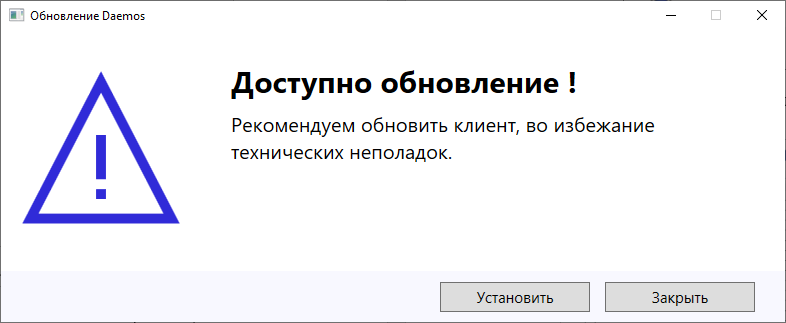 Обновление Daemos
Доступно обновление !
Рекомендуем обновить клиент, во избежание
технических неполадок.
Установить
Закрыть